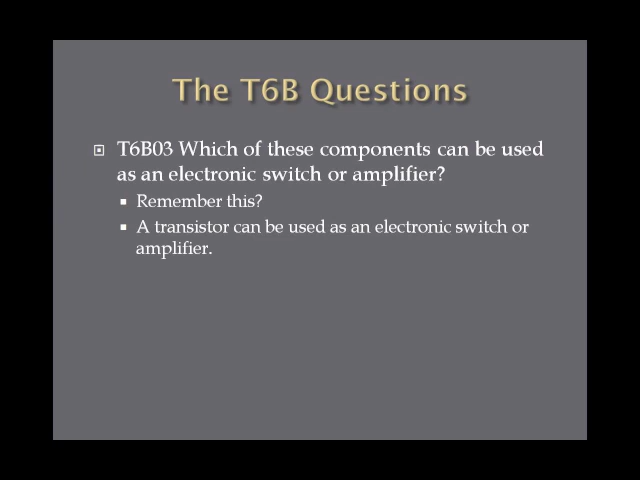 The T6B Questions
T6B03 Which of these components can be used
as an electronic switch or amplifier?
Remember this?
A transistor can be used as an electronic switch or
amplifier.